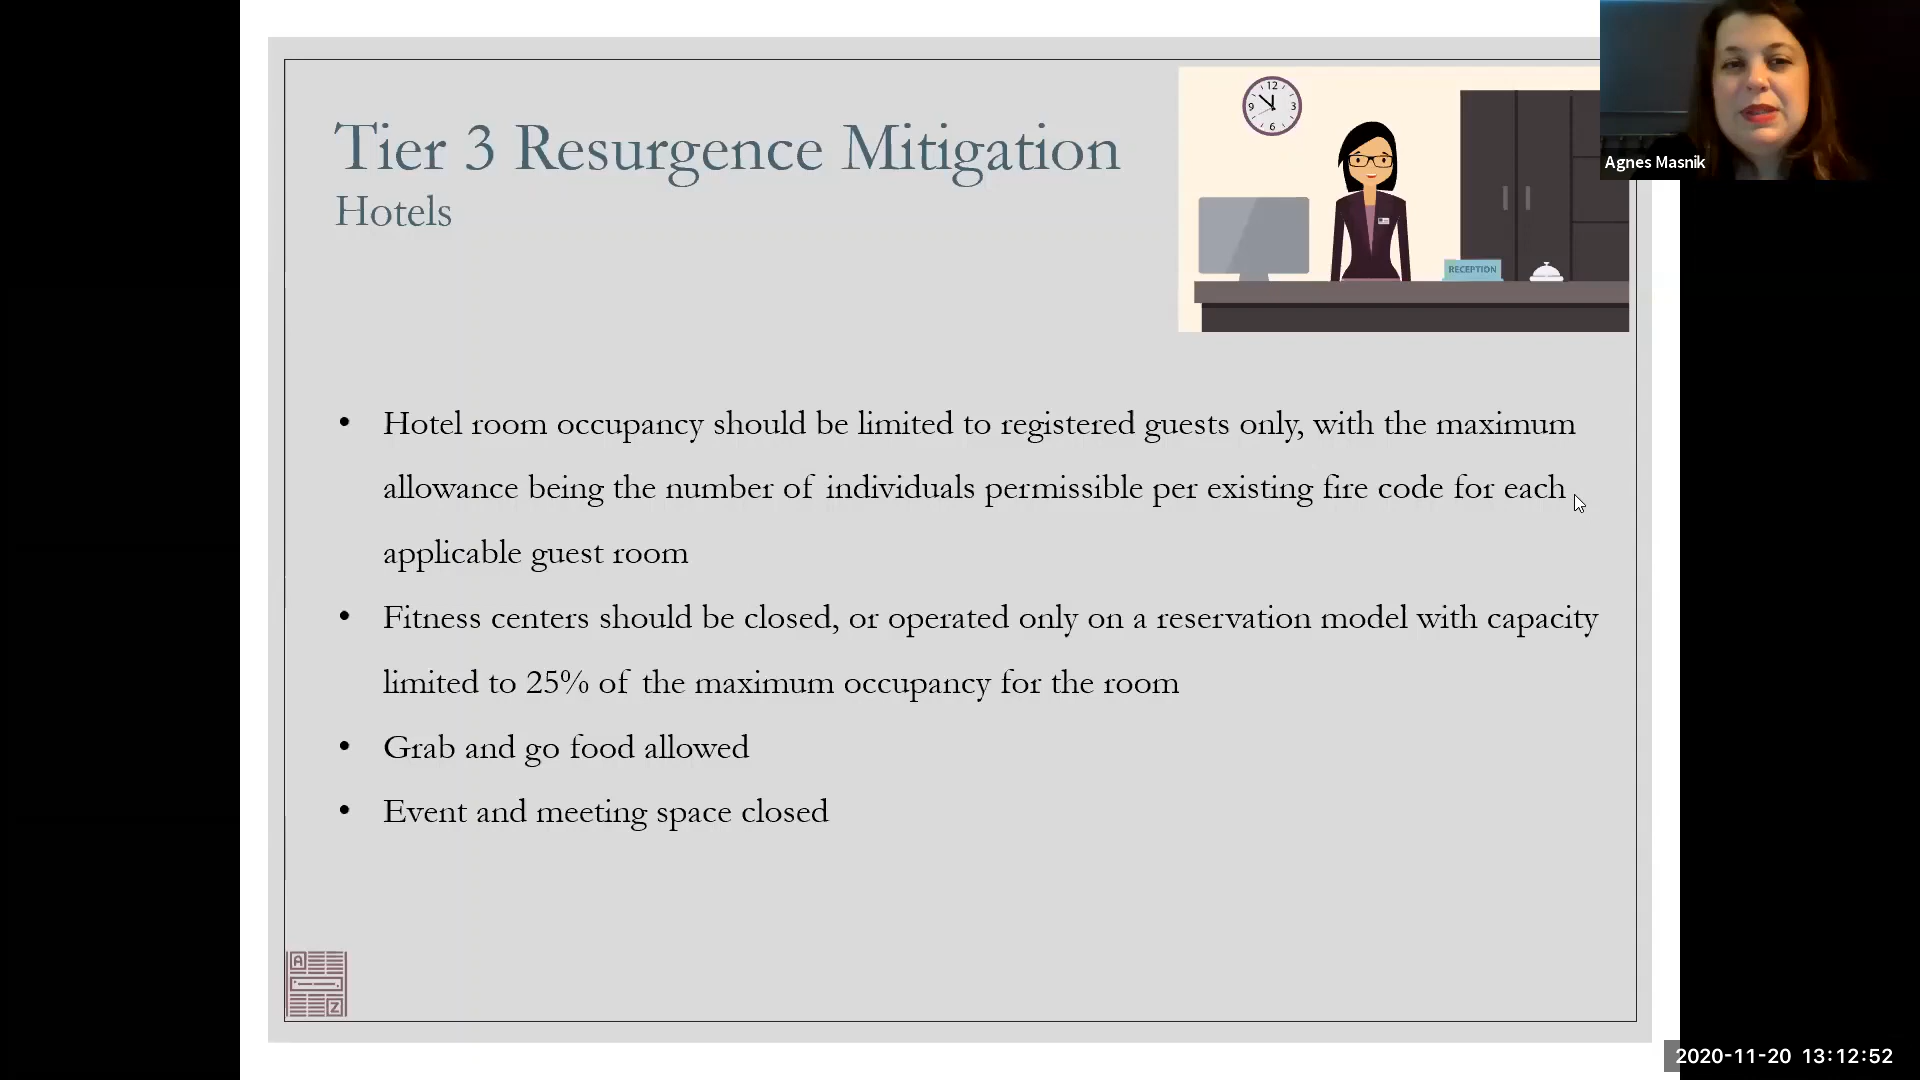 Tier 3 Resurgence Mitigation
Hotels
12
9
3
6
RECEPTION
Agnes Masnik
• Hotel room occupancy should be limited to registered guests only, with the maximum
allowance being the number of individuals permissible per existing fire code for each
applicable guest room
• Fitness centers should be closed, or operated only on a reservation model with capacity
limited to 25% of the maximum occupancy for the room
• Grab and go food allowed
• Event and meeting space closed
A
Z
2020-11-20 13:12:52